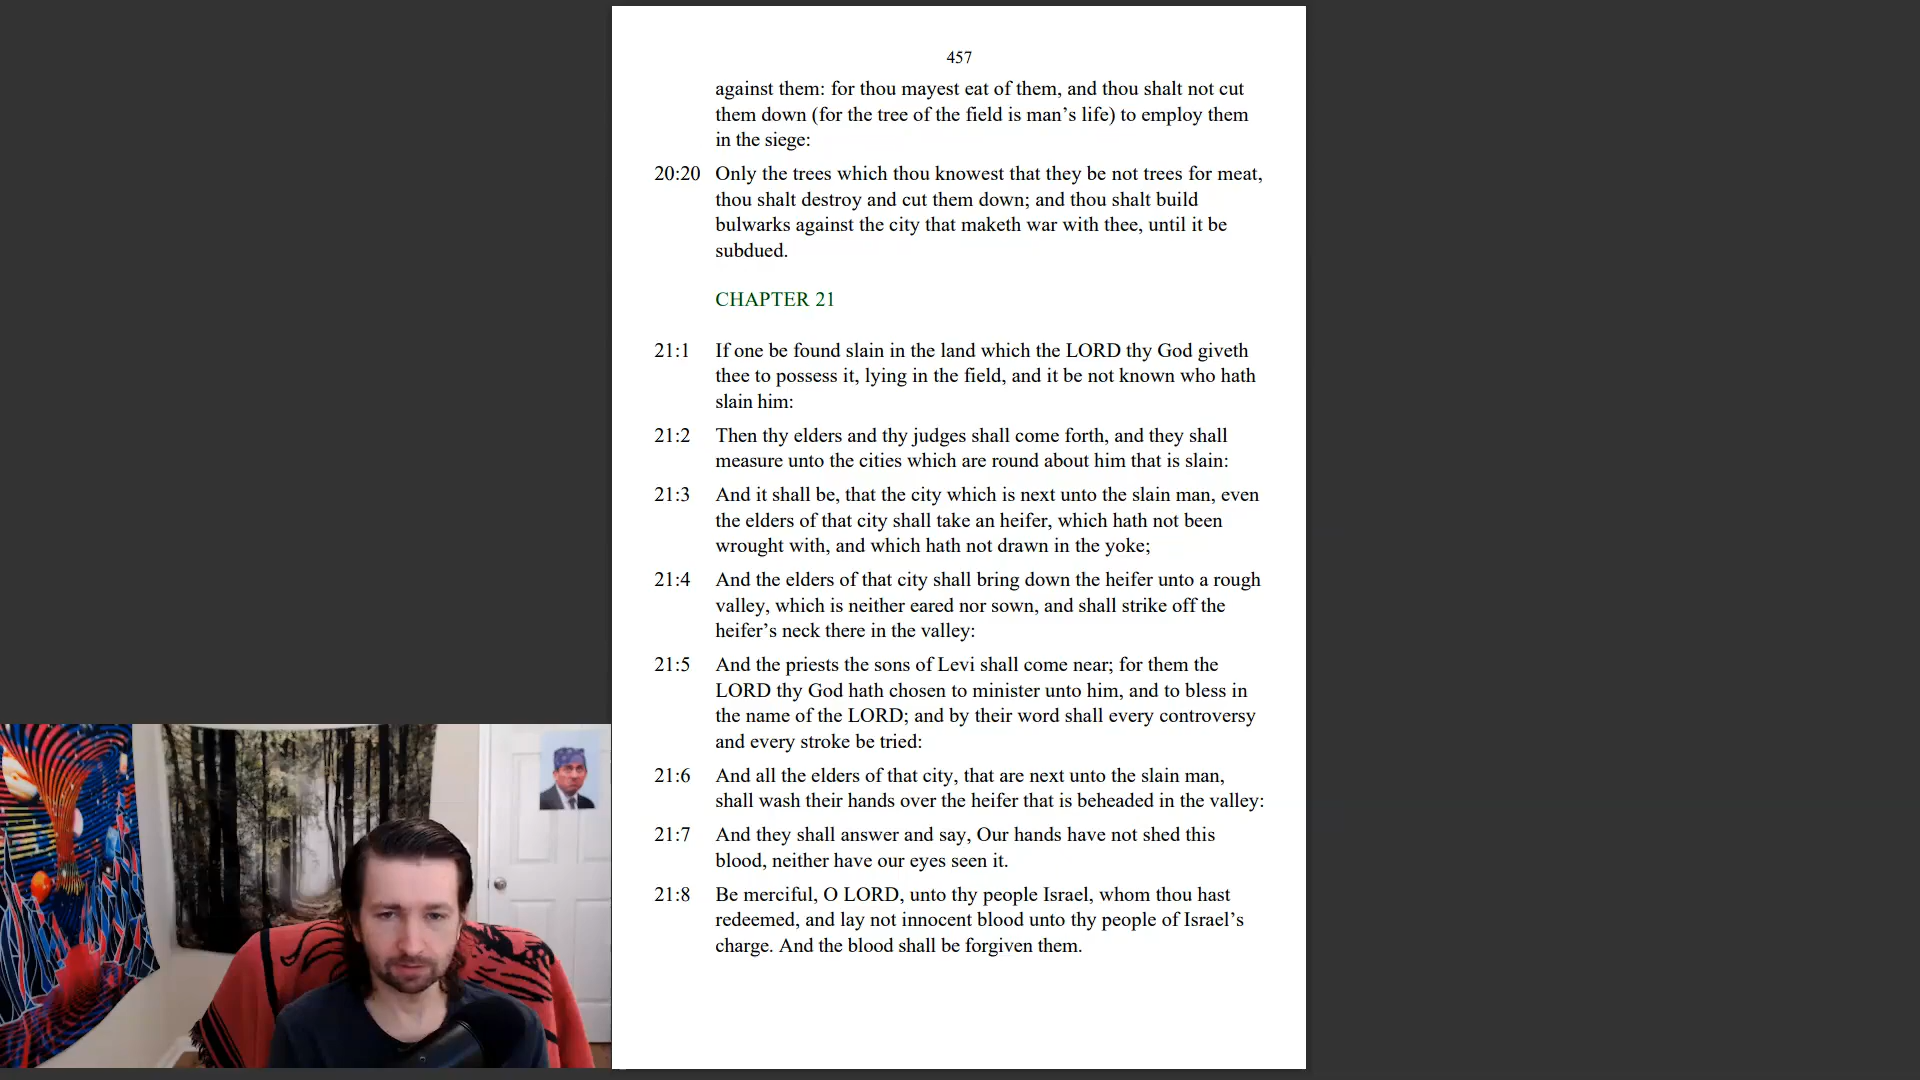 457
against them: for thou mayest eat of them, and thou shalt not cut
them down (for the tree of the field is man’s life) to employ them
in the siege:
20:20 Only the trees which thou knowest that they be not trees for meat,
thou shalt destroy and cut them down; and thou shalt build
bulwarks against the city that maketh war with thee, until it be
subdued.
CHAPTER 21
21:1 If one be found slain in the land which the LORD thy God giveth
thee to possess it, lying in the field, and it be not known who hath
slain him:
21:2 Then thy elders and thy judges shall come forth, and they shall
measure unto the cities which are round about him that is slain:
21:3 And it shall be, that the city which is next unto the slain man, even
the elders of that city shall take an heifer, which hath not been
wrought with, and which hath not drawn in the yoke;
21:4 And the elders of that city shall bring down the heifer unto a rough
valley, which is neither eared nor sown, and shall strike off the
heifer’s neck there in the valley:
21:5 And the priests the sons of Levi shall come near; for them the
LORD thy God hath chosen to minister unto him, and to bless in
the name of the LORD; and by their word shall every controversy
and every stroke be tried:
21:6 And all the elders of that city, that are next unto the slain man,
shall wash their hands over the heifer that is beheaded in the valley:
21:7 And they shall answer and say, Our hands have not shed this
blood, neither have our eyes seen it.
21:8 Be merciful, O LORD, unto thy people Israel, whom thou hast
redeemed, and lay not innocent blood unto thy people of Israel’s
charge. And the blood shall be forgiven them.